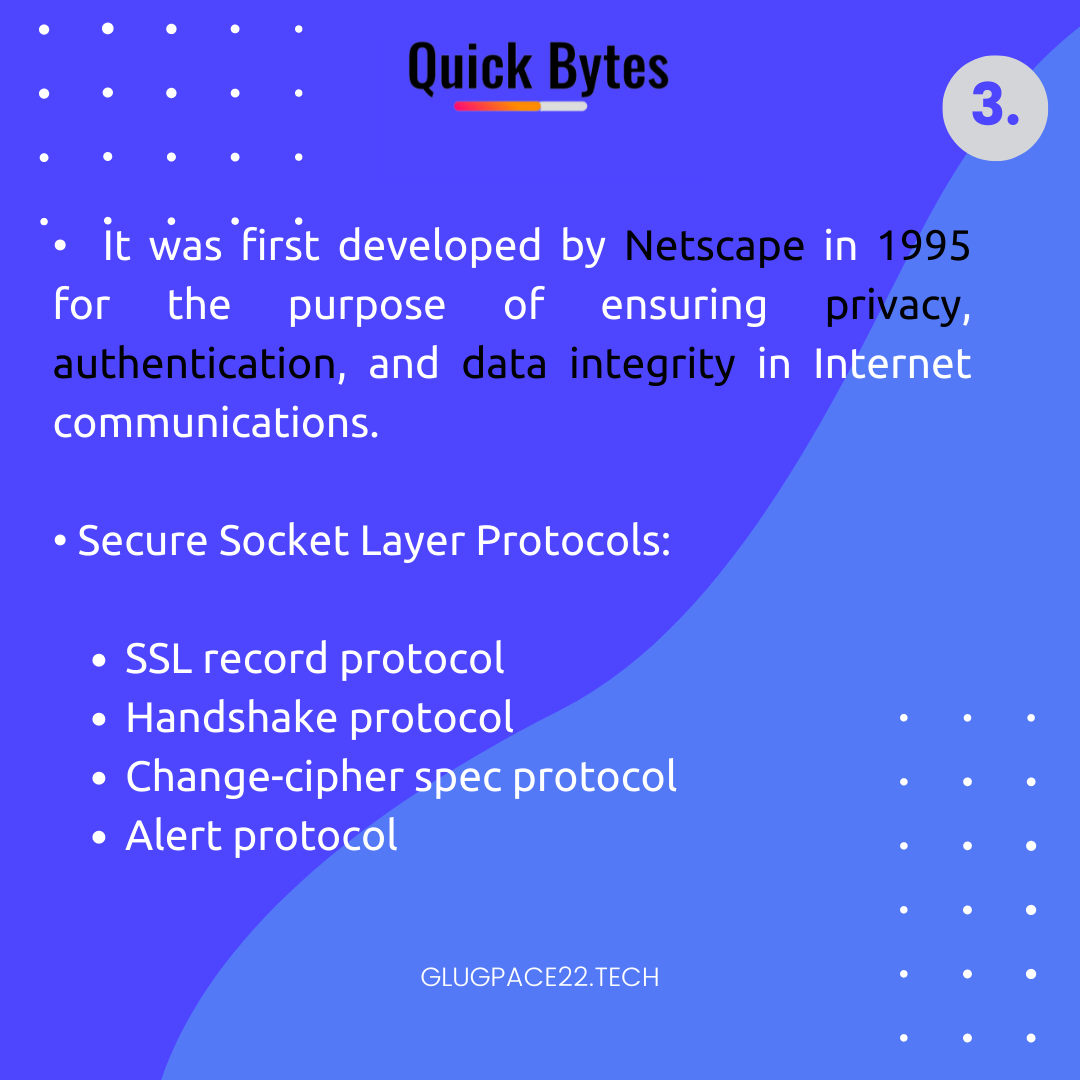 Quick Bytes
3.
• It was first developed by Netscape in 1995
for the purpose of ensuring privacy,
authentication, and data integrity in Internet
communications.
• Secure Socket Layer Protocols:
• SSL record protocol
• Handshake protocol
• Change-cipher spec protocol
• Alert protocol
GLUGPACE22.TECH